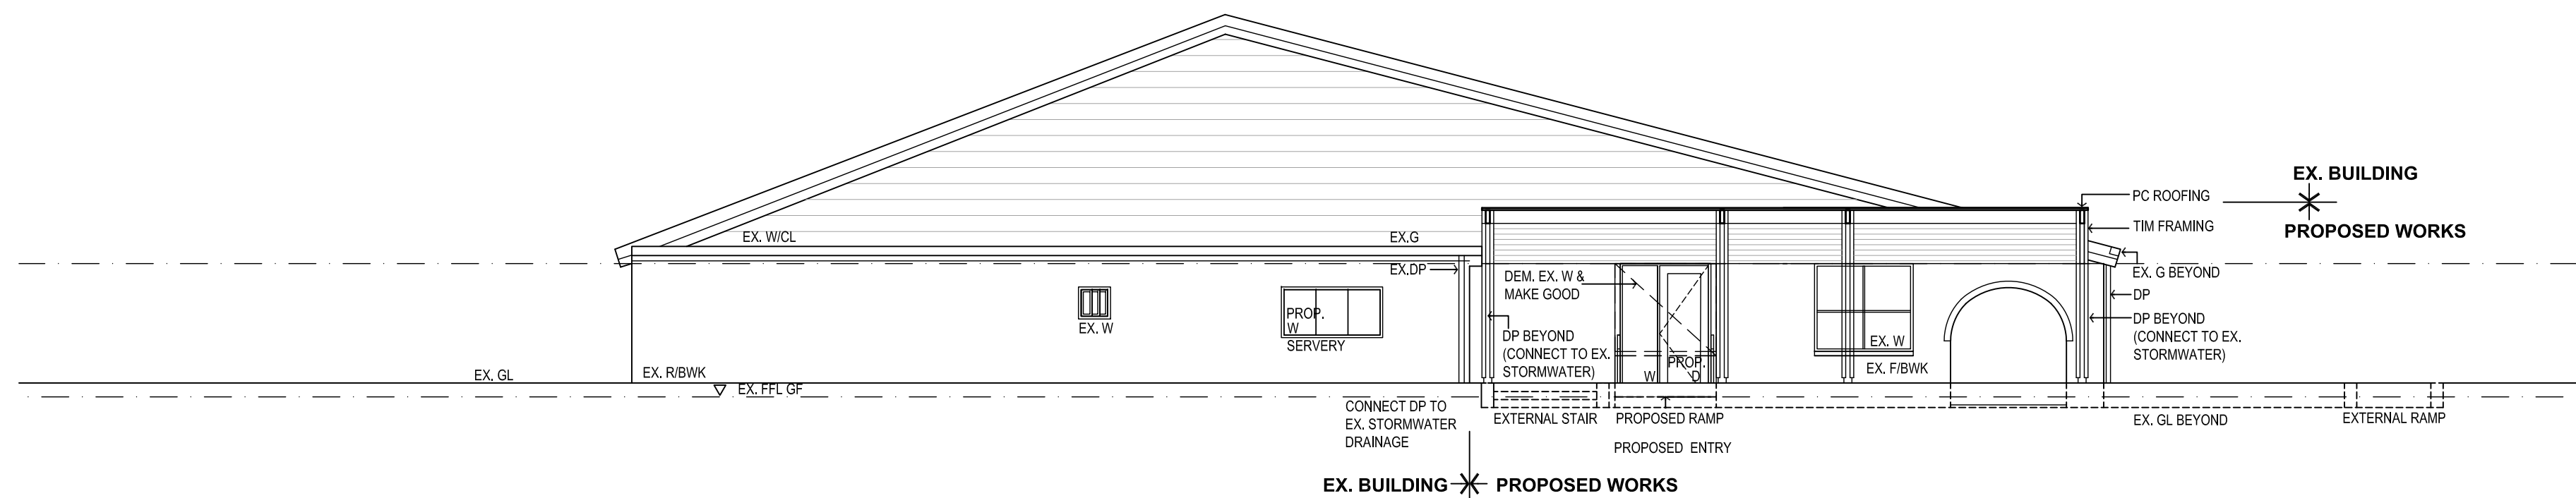 EX. BUILDING
PROPOSED WORKS
PC ROOFING
TIM FRAMING
EX. W/CL
EX.G
EX.DP
DEM. EX. W &
MAKE GOOD
EX. G BEYOND
DP
DP BEYOND
(CONNECT TO EX.
STORMWATER)
EX. W
PROP.
W
SERVERY
DP BEYOND
(CONNECT TO EX.
STORMWATER)
PROP.
W
D
EX. W
EX. F/BWK
EX. GL
EX. R/BWK
EX. FFL GF
CONNECT DP TO
EX. STORMWATER
DRAINAGE
EXTERNAL STAIR
PROPOSED RAMP
PROPOSED ENTRY
EX. GL BEYOND
EXTERNAL RAMP
EX. BUILDING
PROPOSED WORKS